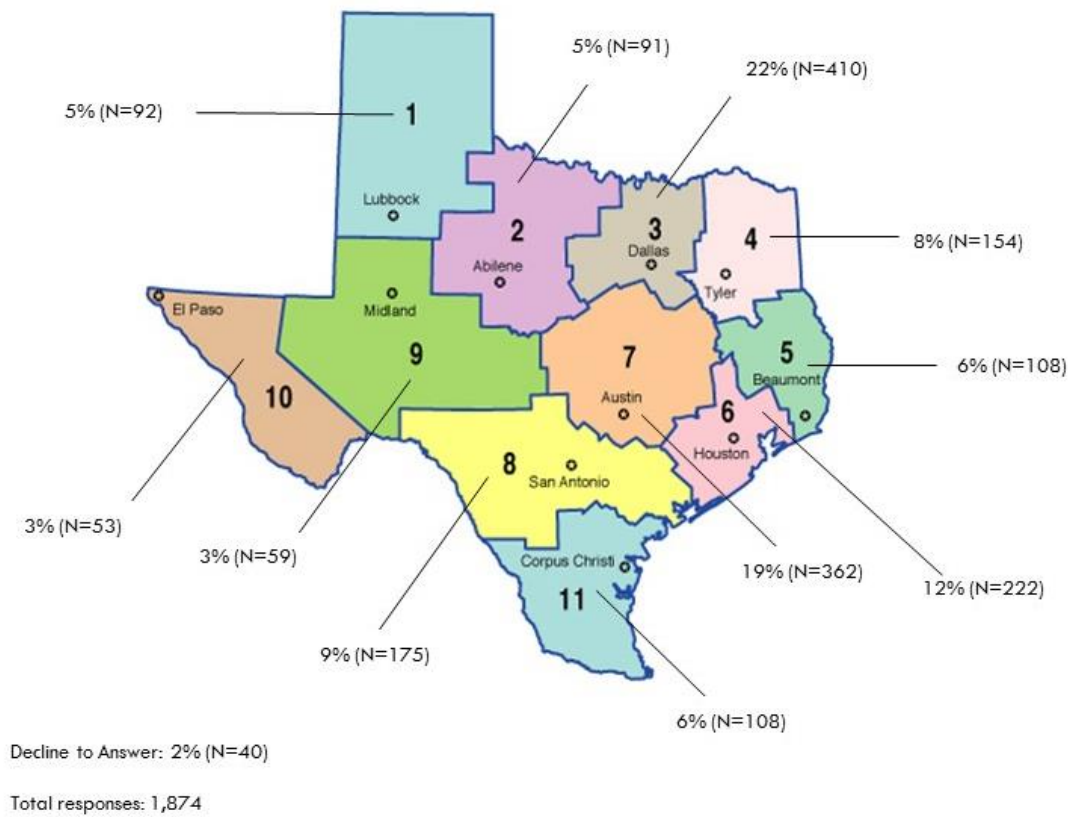 5% (N=91)
22% (N=410)
5% (N=92)
1
Lubbock
2
Abilene
3
Dallas
4
Tyler
8% (N=154)
El Paso
Midland
9
7
Austin
5
Beaumont
6% (N=108)
10
6
Houston
8
San Antonio
3% (N=53)
3% (N=59)
Corpus Christi
11
19% (N=362)
12% (N=222)
9% (N=175)
6% (N=108)
Decline to Answer: 2% (N=40)
Total responses: 1,874